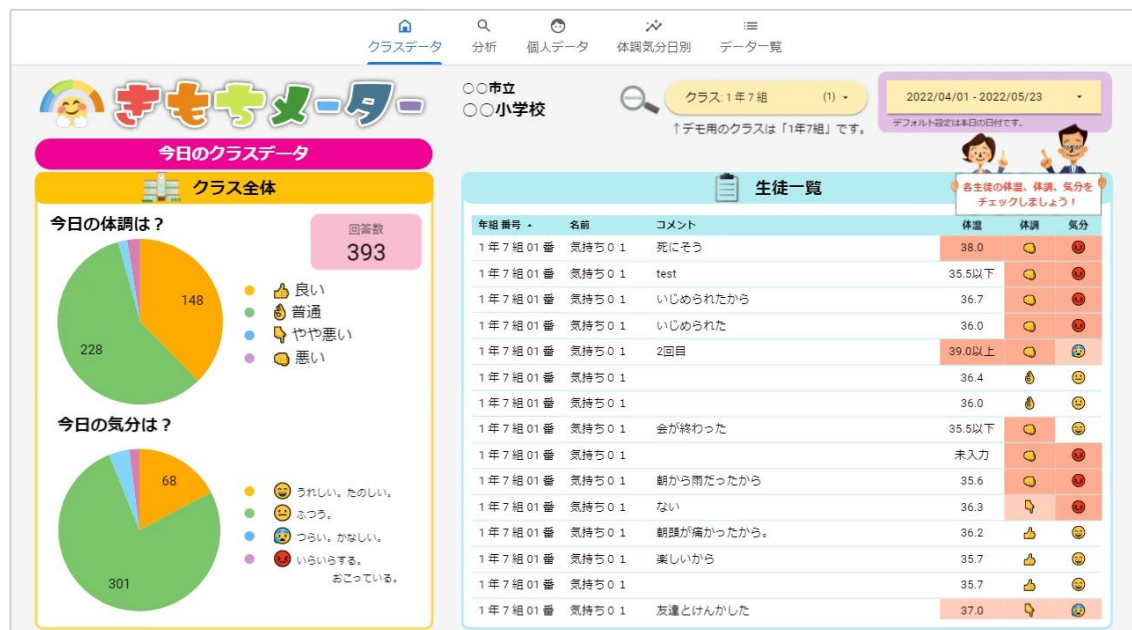 クラスデータ 分析 個人データ 体調気分日別 データ一覧
きもちメーター
○○市立
○○小学校
クラス: 1年7組 (1)
↑デモ用のクラスは「1年7組」です。
2022/04/01 - 2022/05/23
デフォルト設定は本日の日付です。
今日のクラスデータ
クラス全体
今日の体調は？
回答数
393
148
228
良い
普通
やや悪い
悪い
今日の気分は？
68
301
うれしい。たのしい。
ふつう。
つらい。かなしい。
いらいらする。
おこっている。
生徒一覧
各生徒の体温、体調、気分を
チェックしましょう！
年組 番号 名前 コメント 体温 体調 気分
1年7組01番 気持ち01 死にそう 38.0
1年7組01番 気持ち01 test 35.5以下
1年7組01番 気持ち01 いじめられたから 36.7
1年7組01番 気持ち01 いじめられた 36.0
1年7組01番 気持ち01 2回目 39.0以上
1年7組01番 気持ち01 36.4
1年7組01番 気持ち01 36.0
1年7組01番 気持ち01 会が終わった 35.5以下
1年7組01番 気持ち01 未入力
1年7組01番 気持ち01 朝から雨だったから 35.6
1年7組01番 気持ち01 ない 36.3
1年7組01番 気持ち01 朝頭が痛かったから。 36.2
1年7組01番 気持ち01 楽しいから 35.7
1年7組01番 気持ち01 35.7
1年7組01番 気持ち01 友達とけんかした 37.0